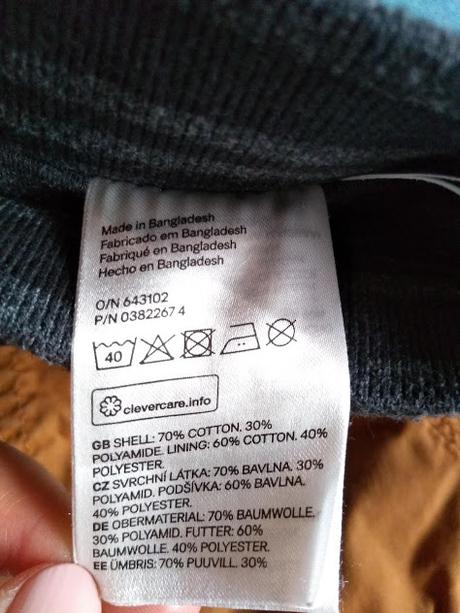 Made in Bangladesh
Fabricado em Bangladesh
Fabriqué en Bangladesh
Hecho en Bangladesh
O/N 643102
P/N 0382267 4
40
clevercare.info
GB SHELL: 70% COTTON. 30%
POLYAMIDE. LINING: 60% COTTON. 40%
POLYESTER.
CZ SVRCHNÍ LÁTKA: 70% BAVLNA. 30%
POLYAMID. PODŠÍVKA: 60% BAVLNA.
40% POLYESTER.
DE OBERMATERIAL: 70% BAUMWOLLE.
30% POLYAMID. FUTTER: 60%
BAUMWOLLE. 40% POLYESTER.
EE ÜMBRIS: 70% PUUVILL. 30%